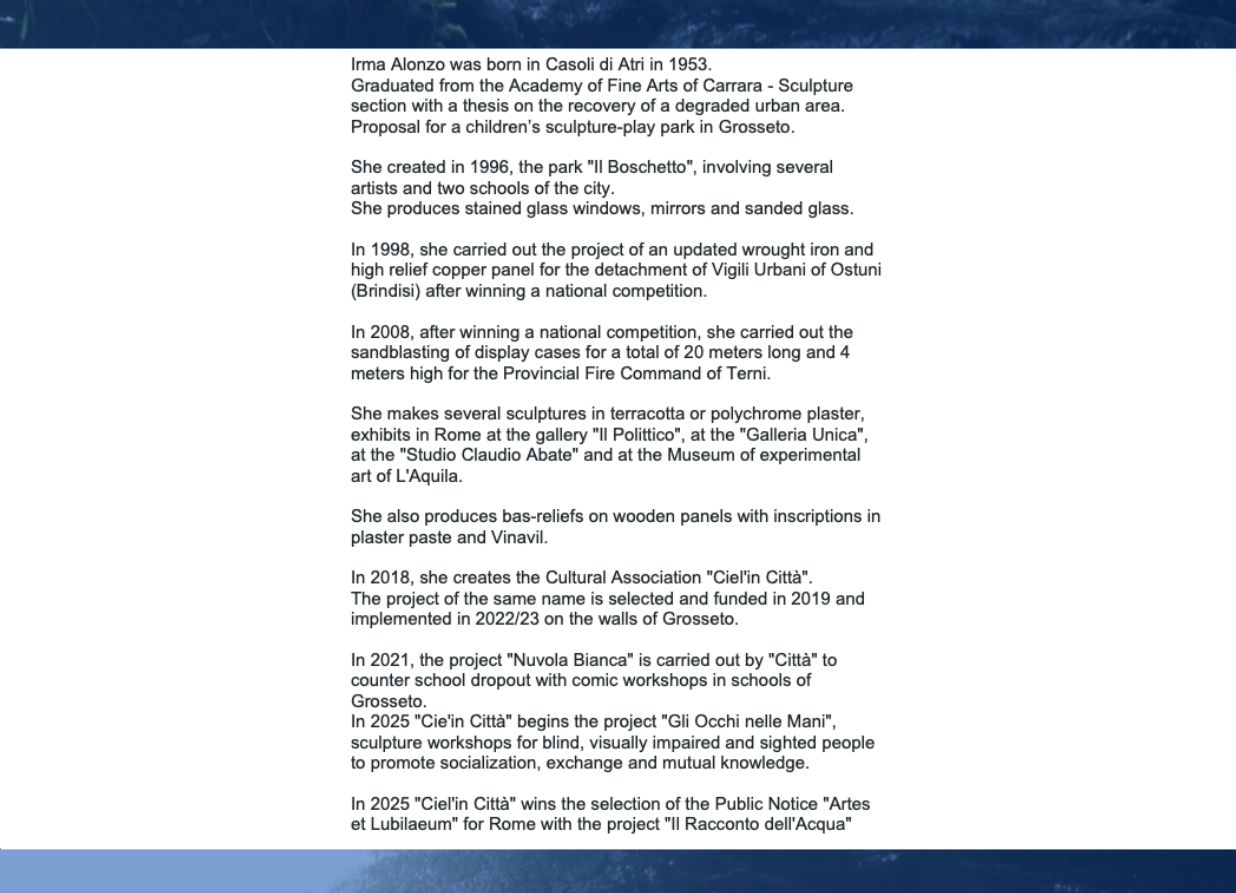 Irma Alonzo was born in Casoli di Atri in 1953.
Graduated from the Academy of Fine Arts of Carrara - Sculpture
section with a thesis on the recovery of a degraded urban area.
Proposal for a children's sculpture-play park in Grosseto.
She created in 1996, the park "Il Boschetto", involving several
artists and two schools of the city.
She produces stained glass windows, mirrors and sanded glass.
In 1998, she carried out the project of an updated wrought iron and
high relief copper panel for the detachment of Vigili Urbani of Ostuni
(Brindisi) after winning a national competition.
In 2008, after winning a national competition, she carried out the
sandblasting of display cases for a total of 20 meters long and 4
meters high for the Provincial Fire Command of Terni.
She makes several sculptures in terracotta or polychrome plaster,
exhibits in Rome at the gallery "Il Polittico", at the "Galleria Unica",
at the "Studio Claudio Abate" and at the Museum of experimental
art of L'Aquila.
She also produces bas-reliefs on wooden panels with inscriptions in
plaster paste and Vinavil.
In 2018, she creates the Cultural Association "Ciel'in Città".
The project of the same name is selected and funded in 2019 and
implemented in 2022/23 on the walls of Grosseto.
In 2021, the project "Nuvola Bianca" is carried out by "Città" to
counter school dropout with comic workshops in schools of
Grosseto.
In 2025 "Cie'in Città" begins the project "Gli Occhi nelle Mani",
sculpture workshops for blind, visually impaired and sighted people
to promote socialization, exchange and mutual knowledge.
In 2025 "Ciel'in Città" wins the selection of the Public Notice "Artes
et Lubilaeum" for Rome with the project "Il Racconto dell'Acqua"